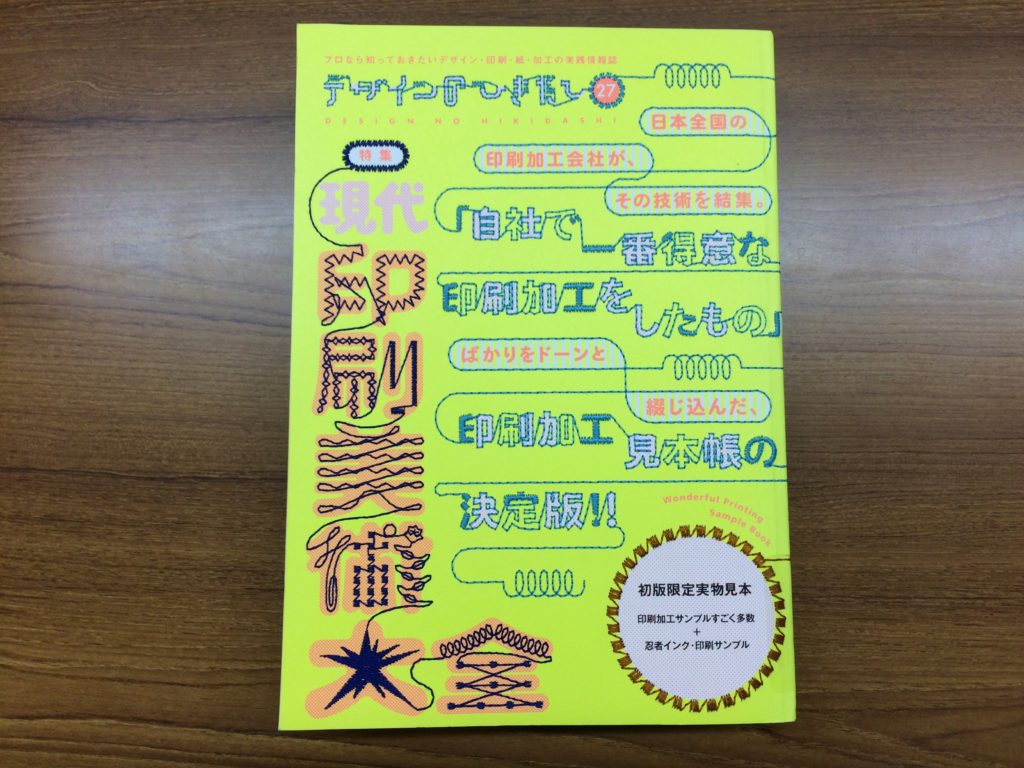 プロなら知っておきたいデザイン・印刷・紙・加工の実践情報誌
デザインのひきだし
27
DESIGN NO HIKIDASHI
特集
現代
印
刷
美
術
大全
日本全国の
印刷加工会社が、
その技術を結集。
「自社で
一番得意な
印刷加工を
したもの」
ばかりをドーンと
綴じ込んだ、
印刷加工
見本帳の
決定版!!
Wonderful Printing
Sample Book
初版限定実物見本
印刷加工サンプルすごく多数
+
忍者インク・印刷サンプル